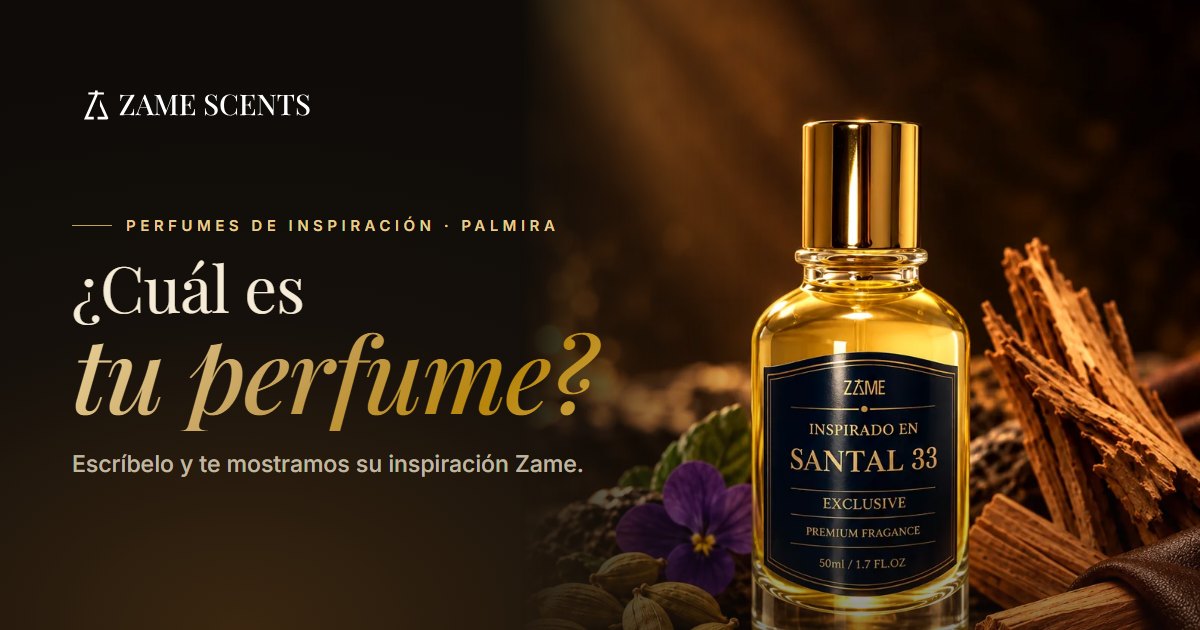 ZAME SCENTS
PERFUMES DE INSPIRACIÓN · PALMIRA
¿Cuál es
tu perfume?
Escríbelo y te mostramos su inspiración Zame.
ZAME
INSPIRADO EN
SANTAL 33
EXCLUSIVE
PREMIUM FRAGANCE
50ml / 1.7 FL.OZ